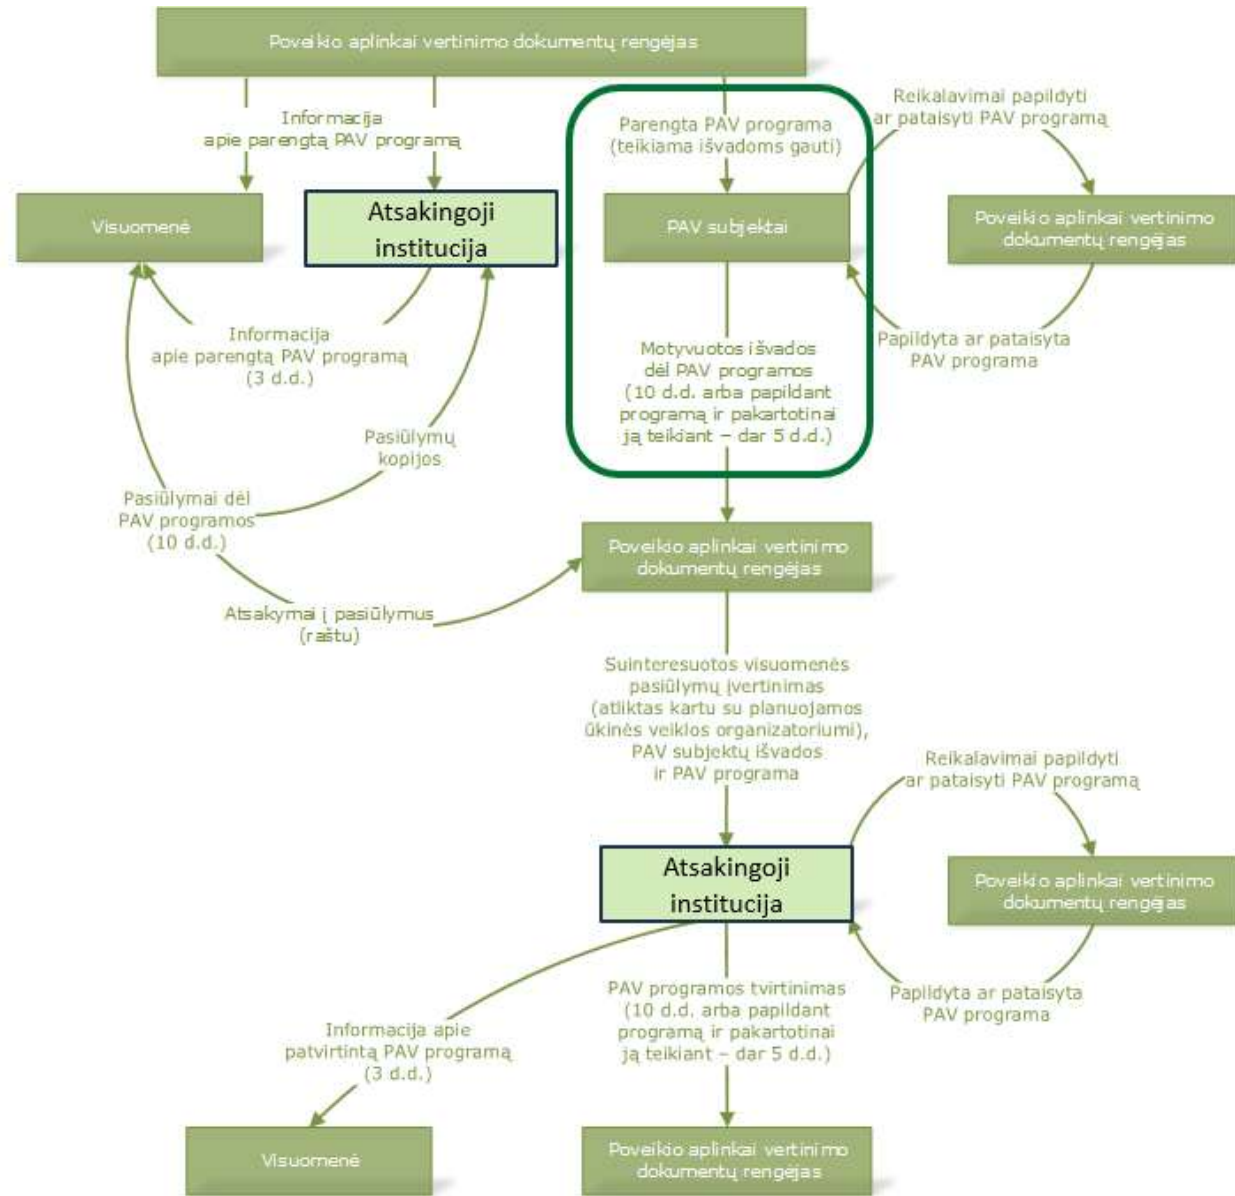 Poveikio aplinkai vertinimo dokumentų rengėjas
Informacija
apie parengtą PAV programą
Parengta PAV programa
(teikiama išvadoms gauti)
Reikalavimai papildyti
ar pataisyti PAV programą
Visuomenė
Atsakingoji
institucija
PAV subjektai
Poveikio aplinkai vertinimo
dokumentų rengėjas
Informacija
apie parengtą PAV programą
(3 d.d.)
Motyvuotos išvados
dėl PAV programos
(10 d.d. arba papildant
programą ir pakartotinai
ją teikiant – dar 5 d.d.)
Papildyta ar pataisyta
PAV programa
Pasiūlymų
kopijos
Pasiūlymai dėl
PAV programos
(10 d.d.)
Poveikio aplinkai vertinimo
dokumentų rengėjas
Atsakymai į pasiūlymus
(raštu)
Suinteresuotos visuomenės
pasiūlymų įvertinimas
(atliktas kartu su planuojamos
ūkinės veiklos organizatoriumi),
PAV subjektų išvados
ir PAV programa
Reikalavimai papildyti
ar pataisyti PAV programą
Atsakingoji
institucija
Poveikio aplinkai vertinimo
dokumentų rengėjas
PAV programos tvirtinimas
(10 d.d. arba papildant
programą ir pakartotinai
ją teikiant – dar 5 d.d.)
Papildyta ar pataisyta
PAV programa
Informacija apie
patvirtintą PAV programą
(3 d.d.)
Visuomenė
Poveikio aplinkai vertinimo
dokumentų rengėjas